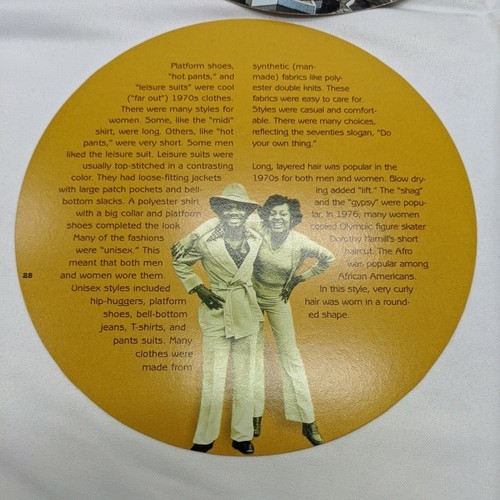 Platform shoes,
"hot pants," and
"leisure suits" were cool
("far out") 1970s clothes.
There were many styles for
women. Some, like the "midi"
skirt, were long. Others, like "hot
pants," were very short. Some men
liked the leisure suit. Leisure suits were
usually top-stitched in a contrasting
color. They had loose-fitting jackets
with large patch pockets and bell-
bottom slacks. A polyester shirt
with a big collar and platform
shoes completed the look.
Many of the fashions
were "unisex." This
meant that both men
and women wore them.
Unisex styles included
hip-huggers, platform
shoes, bell-bottom
jeans, T-shirts, and
pants suits. Many
clothes were
made from
synthetic (man-
made) fabrics like poly-
ester double knits. These
fabrics were easy to care for.
Styles were casual and comfort-
able. There were many choices,
reflecting the seventies slogan, "Do
your own thing."
Long, layered hair was popular in the
1970s for both men and women. Blow dry-
ing added "lift." The "shag"
and the "gypsy" were popu-
lar. In 1976, many women
copied Olympic figure skater
Dorothy Hamill's short
haircut. The Afro
was popular among
African Americans.
In this style, very curly
hair was worn in a round-
ed shape.
28